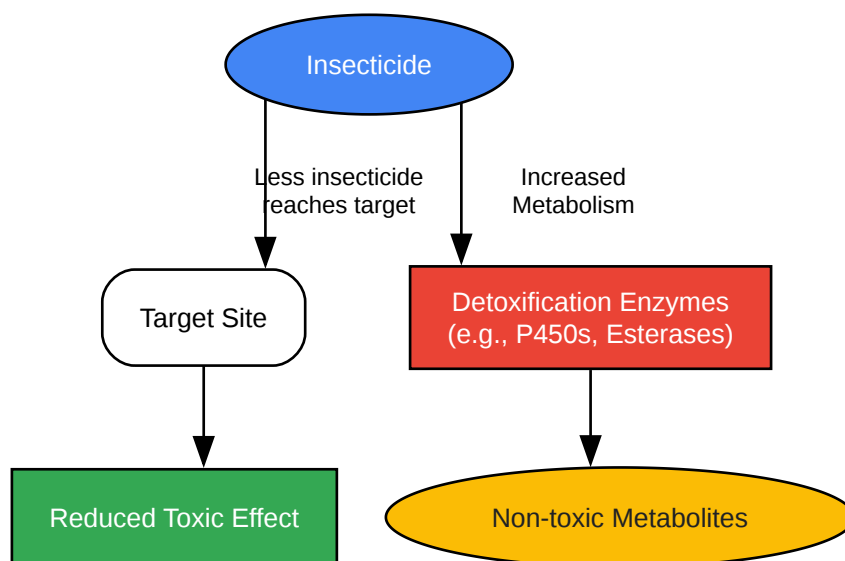 Insecticide
Less insecticide
reaches target
Increased
Metabolism
Target Site
Detoxification Enzymes
(e.g., P450s, Esterases)
Reduced Toxic Effect
Non-toxic Metabolites